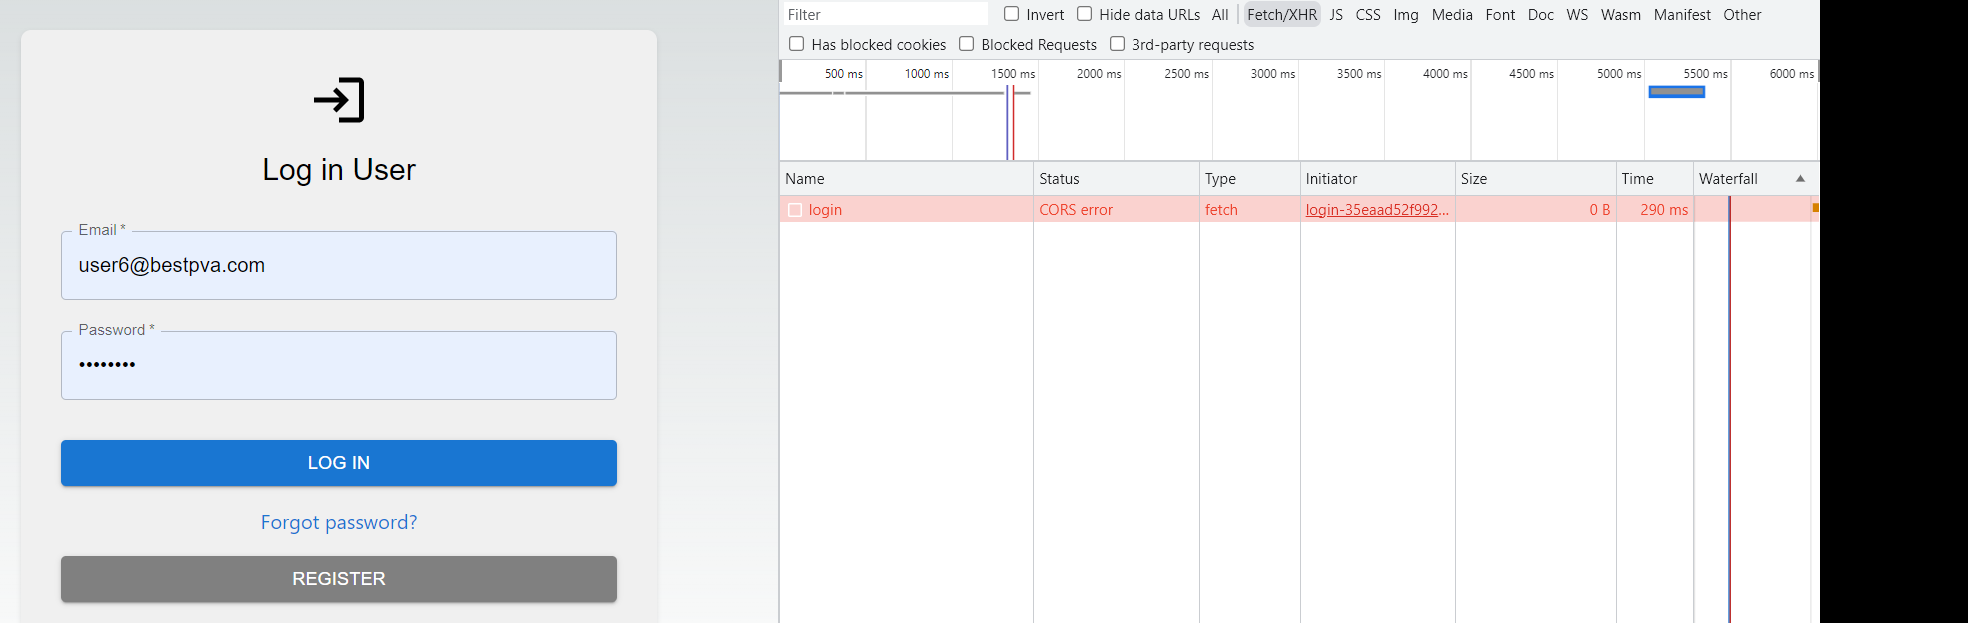 Log in User
Email *
user6@bestpva.com
Password *
••••••••
LOG IN
Forgot password?
REGISTER
Filter Invert Hide data URLs All Fetch/XHR JS CSS Img Media Font Doc WS Wasm Manifest Other
Has blocked cookies Blocked Requests 3rd-party requests
500 ms 1000 ms 1500 ms 2000 ms 2500 ms 3000 ms 3500 ms 4000 ms 4500 ms 5000 ms 5500 ms 6000 ms
Name Status Type Initiator Size Time Waterfall
login CORS error fetch login-35eaad52f992... 0 B 290 ms